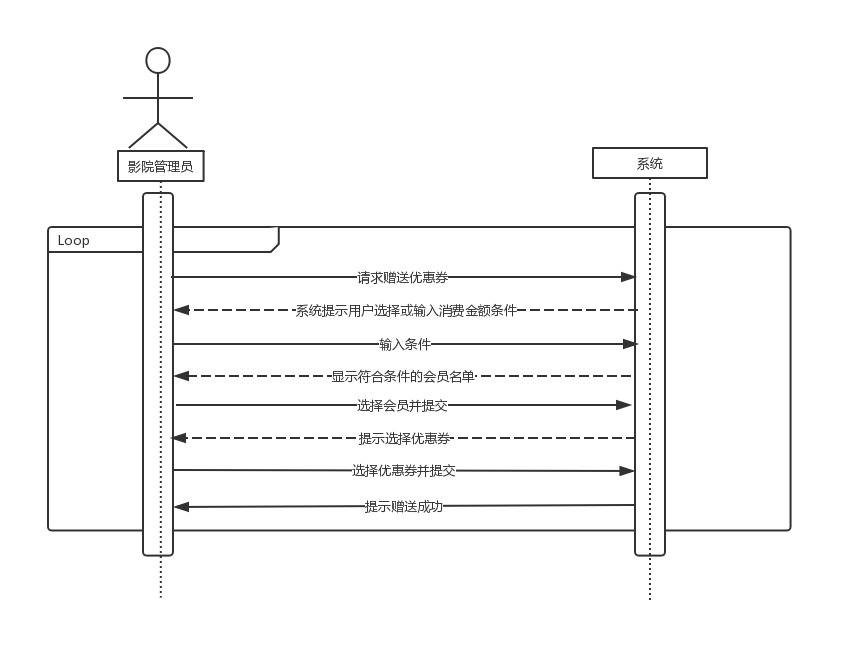 影院管理员
系统
Loop
请求赠送优惠券
系统提示用户选择或输入消费金额条件
输入条件
显示符合条件的会员名单
选择会员并提交
提示选择优惠券
选择优惠券并提交
提示赠送成功